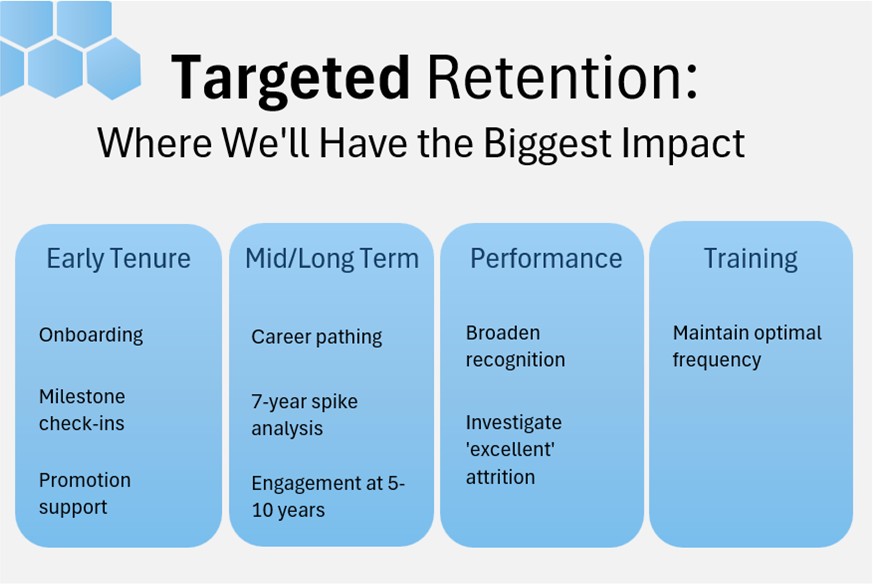 Targeted Retention:
Where We'll Have the Biggest Impact
Early Tenure
Onboarding
Milestone
check-ins
Promotion
support
Mid/Long Term
Career pathing
7-year spike
analysis
Engagement at 5-
10 years
Performance
Broaden
recognition
Investigate
'excellent'
attrition
Training
Maintain optimal
frequency